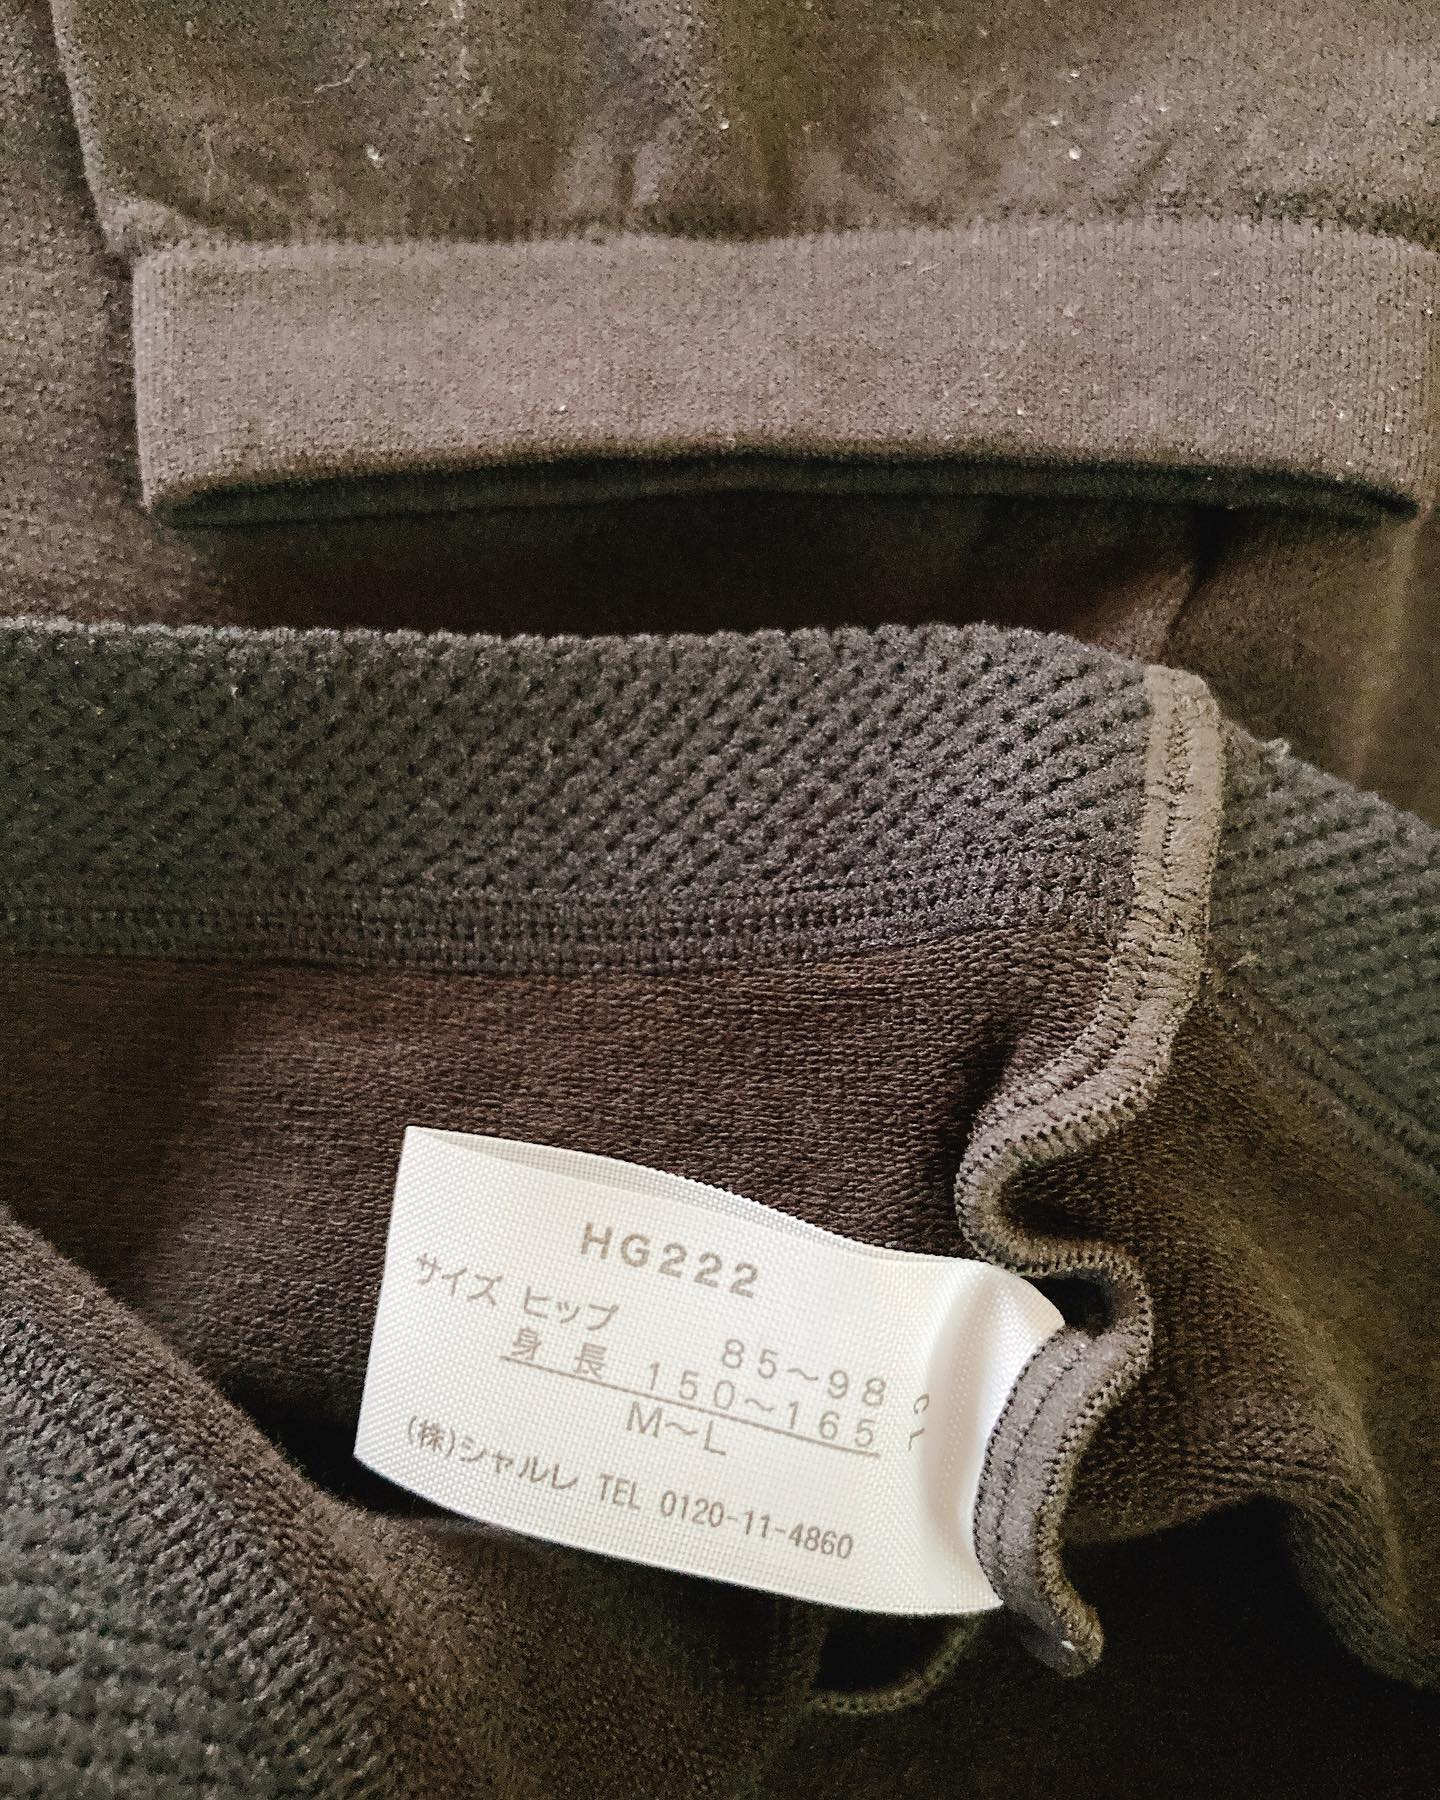 HG222
サイズ ヒップ 85〜98
身長 150〜165
M〜L
(株)シャルレ TEL 0120-11-4860